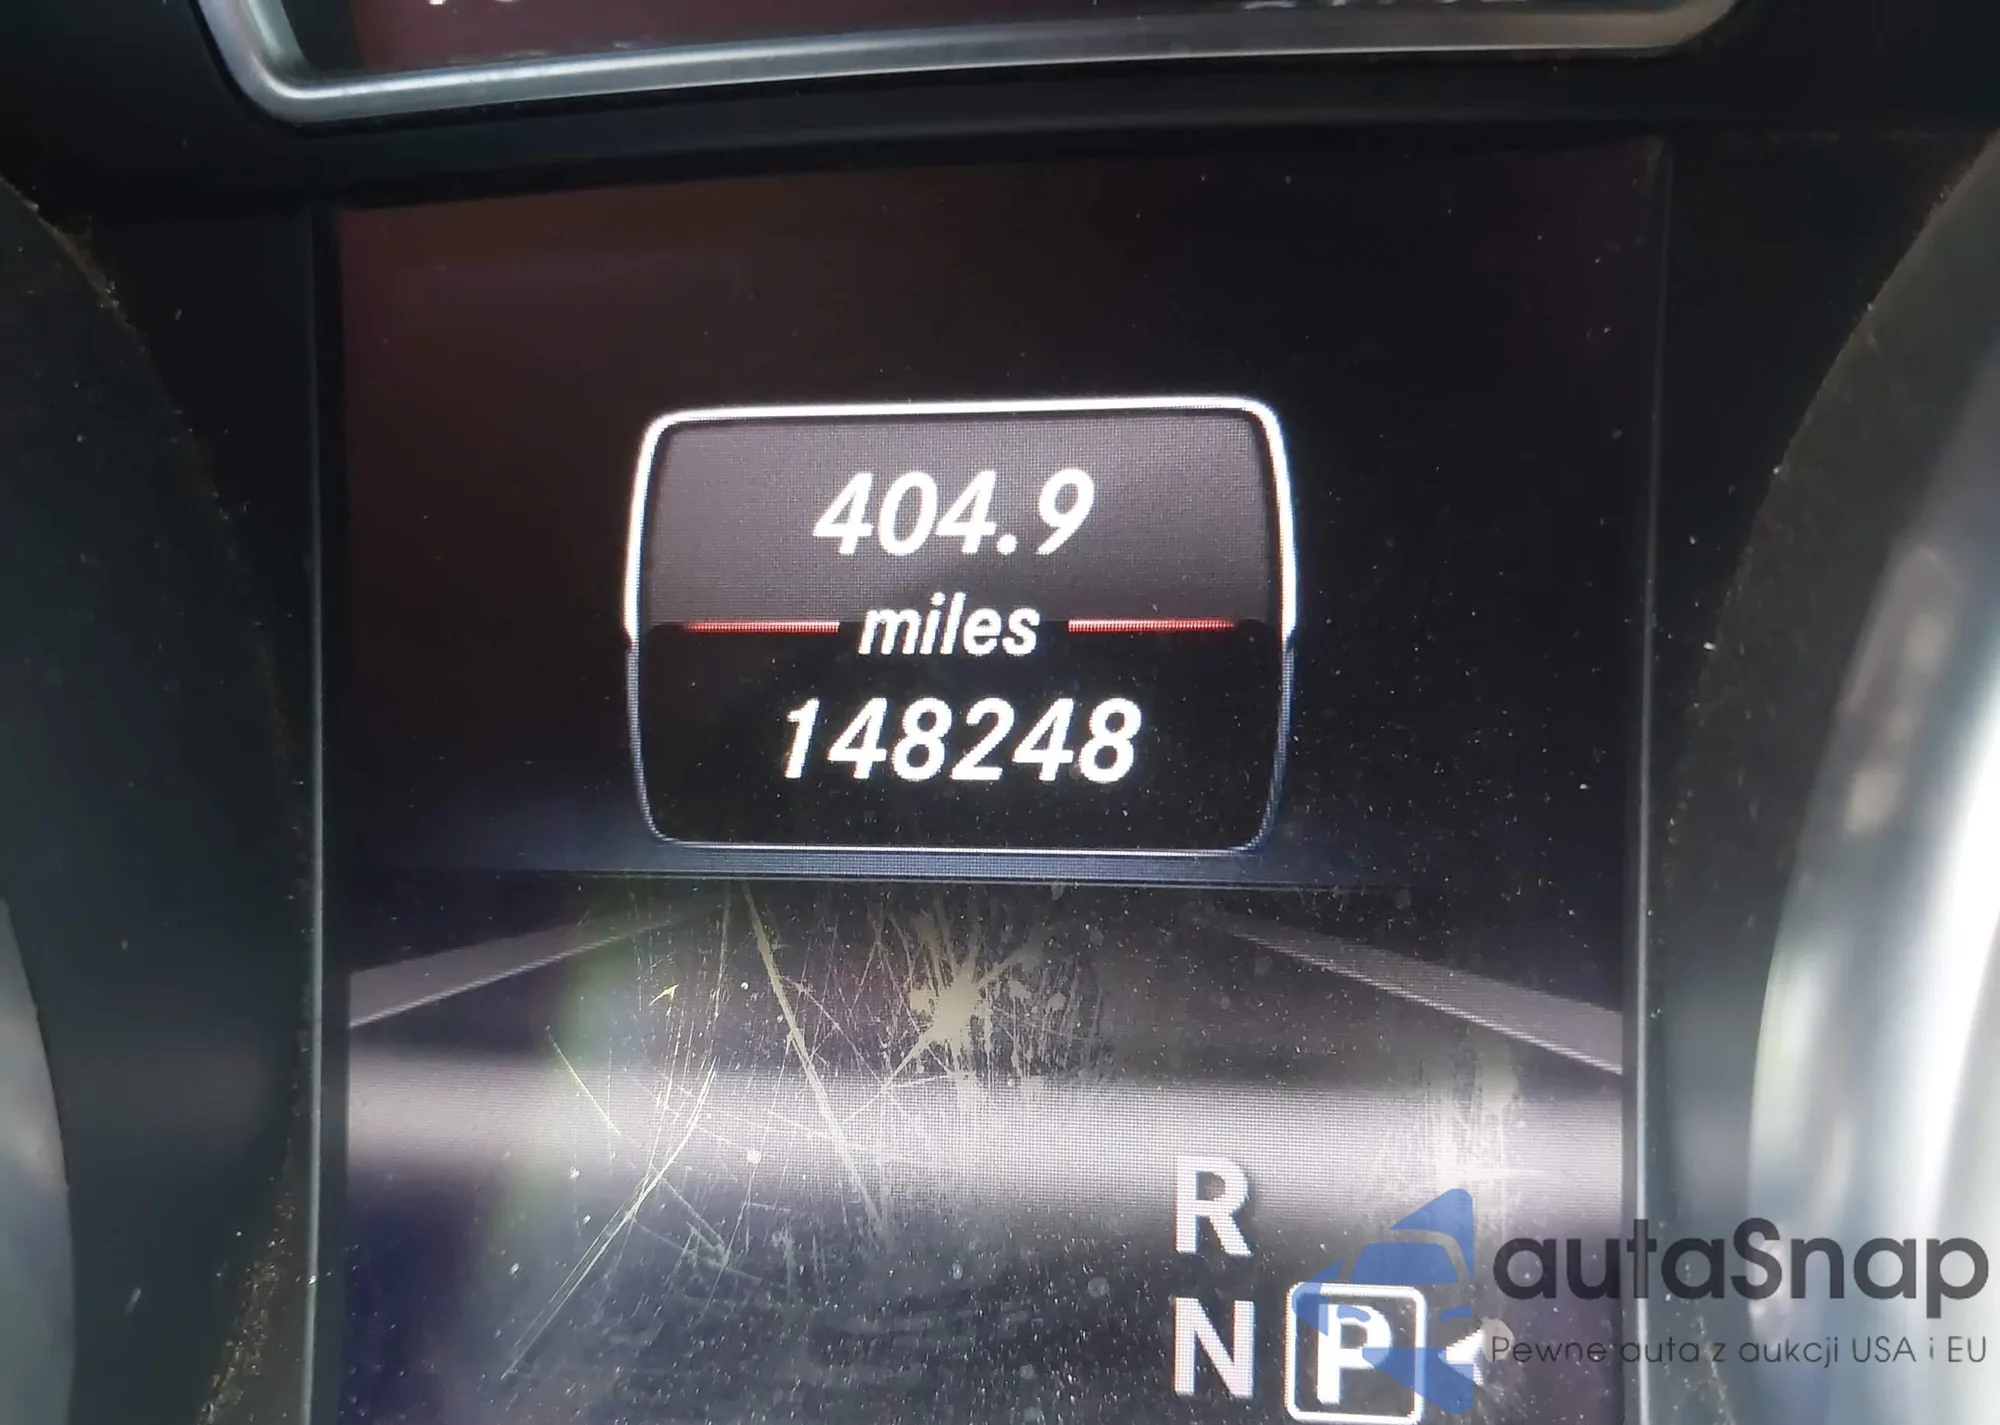 404.9
miles
148248
R
N P
autaSnap
Pewne auta z aukcji USA i EU